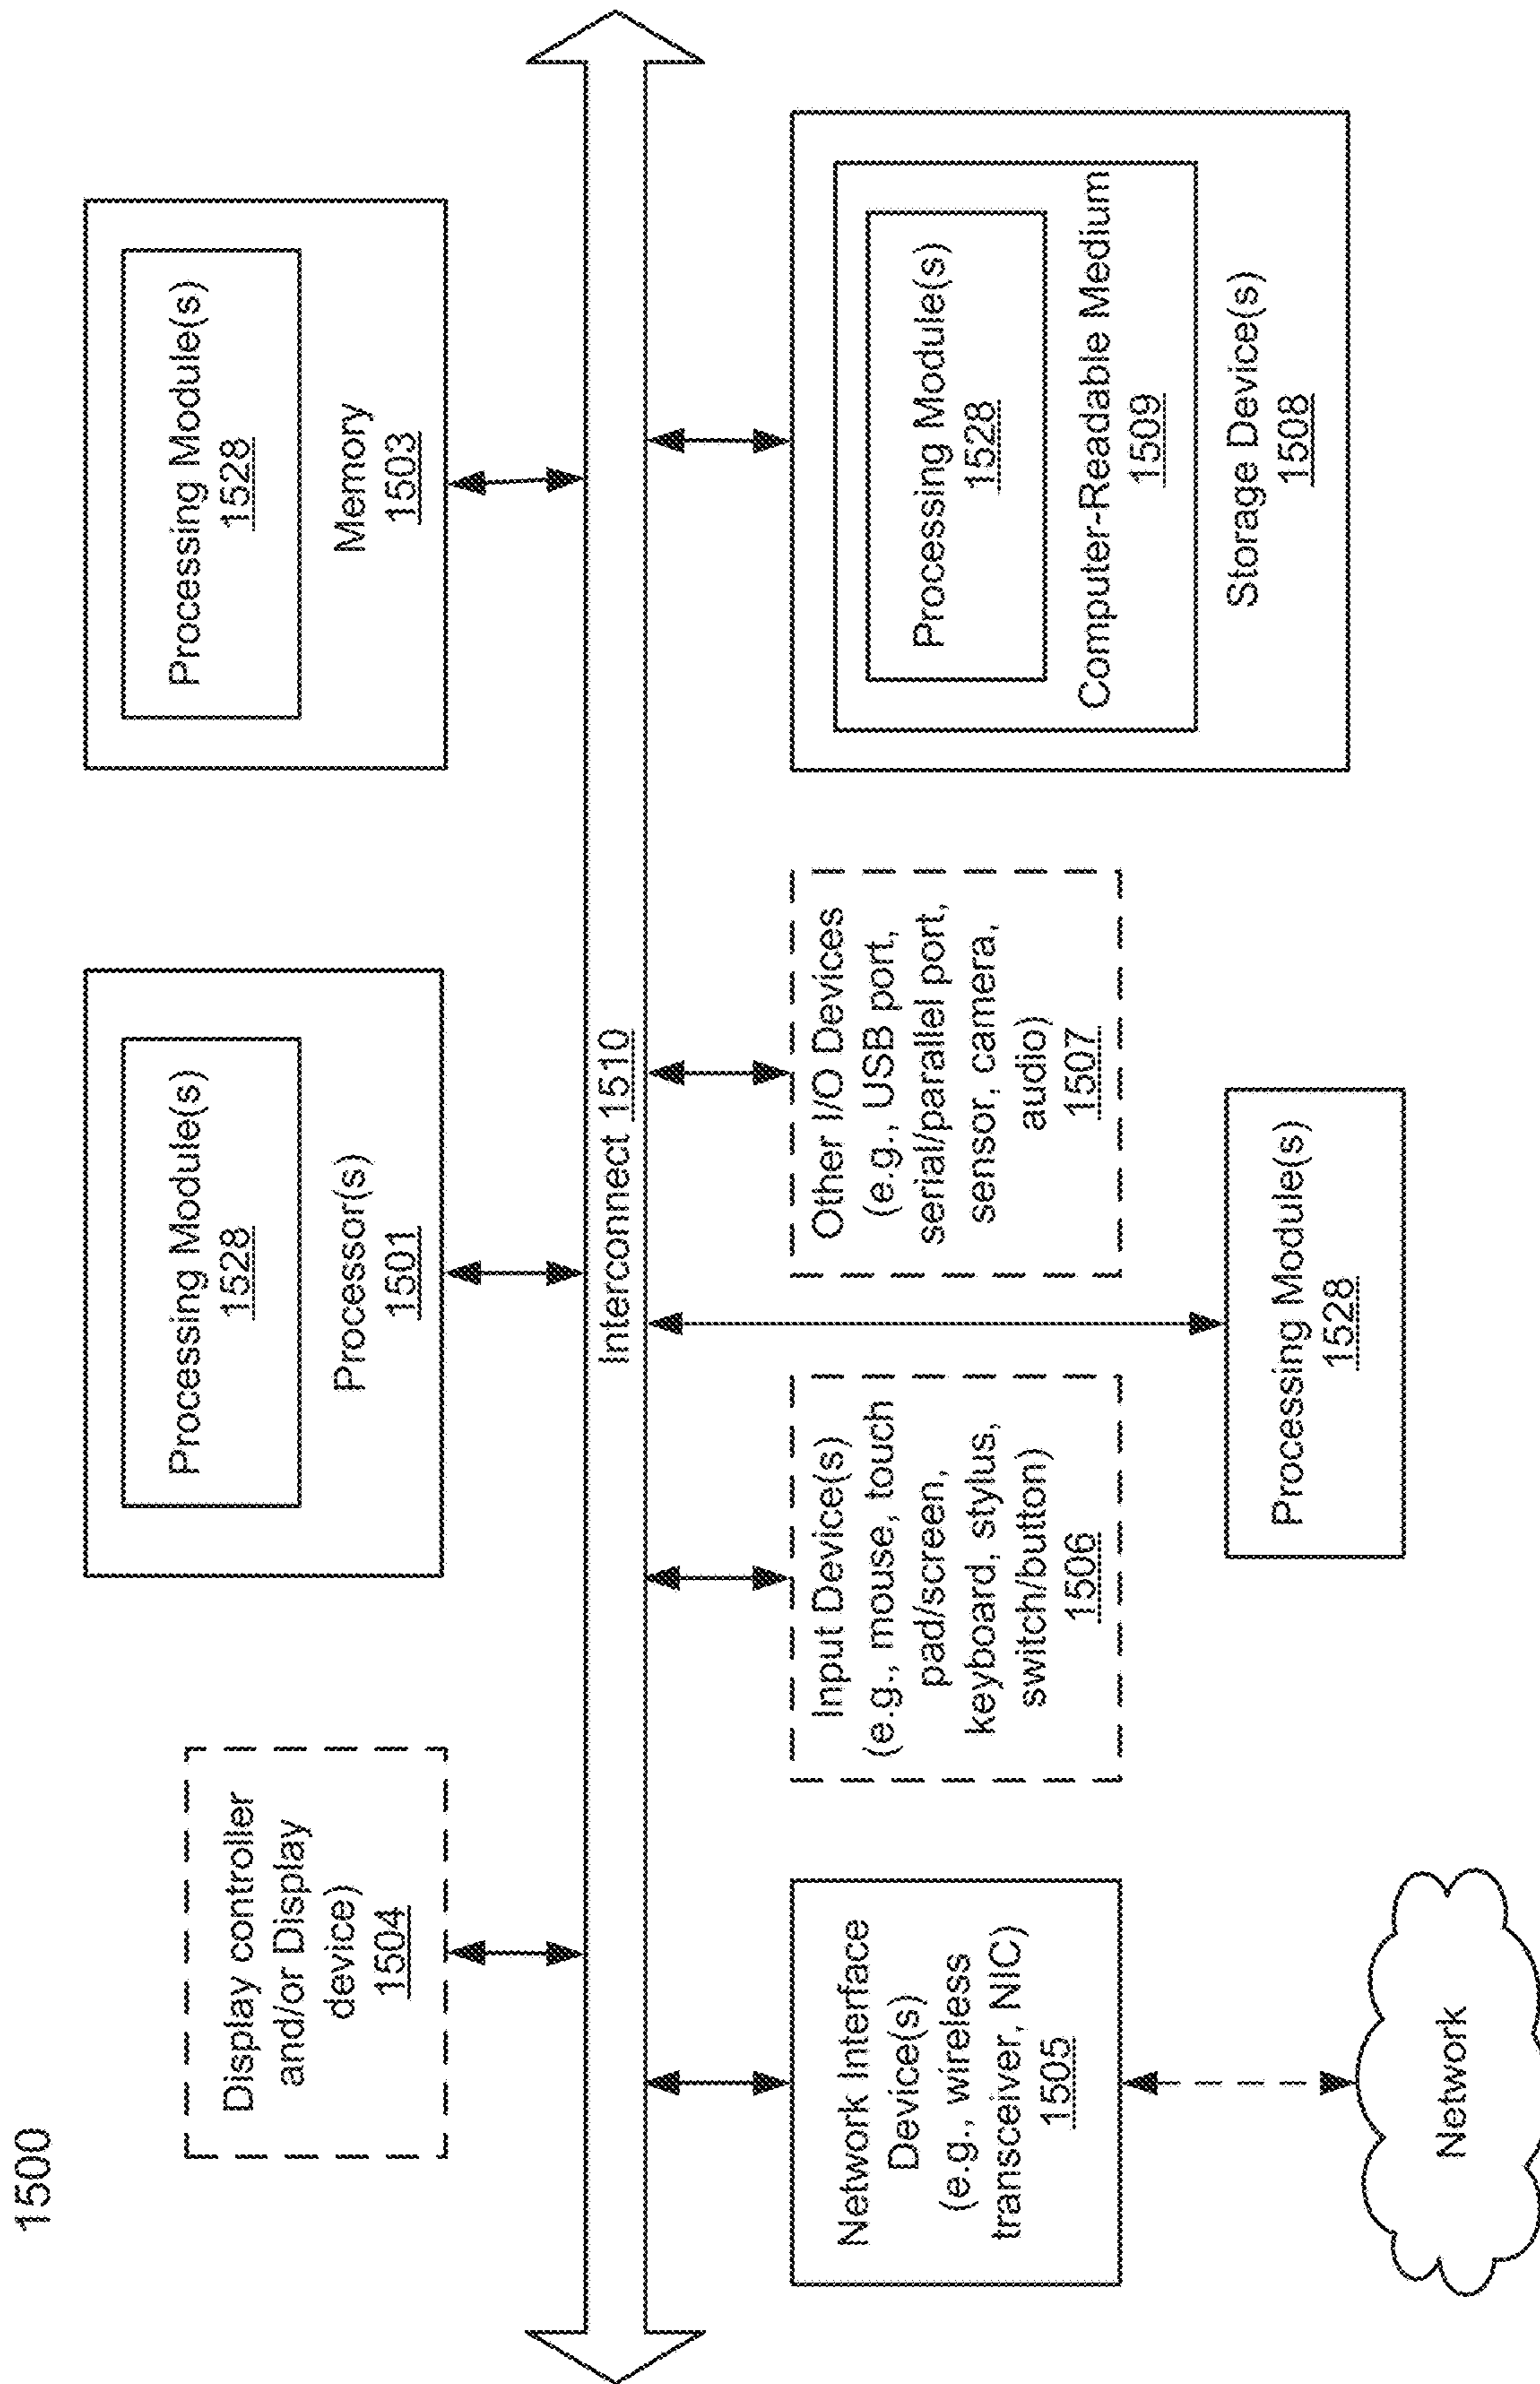 1500
Display controller
and/or Display
device)
1504
Processing Module(s)
1528
Processor(s)
1501
Processing Module(s)
1528
Memory
1503
Interconnect 1510
Network Interface
Device(s)
(e.g., wireless
transceiver, NIC)
1505
Input Device(s)
(e.g., mouse, touch
pad/screen,
keyboard, stylus,
switch/button)
1506
Other I/O Devices
(e.g., USB port,
serial/parallel port,
sensor, camera,
audio)
1507
Processing Module(s)
1528
Computer-Readable Medium
1509
Storage Device(s)
1508
Network
Processing Module(s)
1528